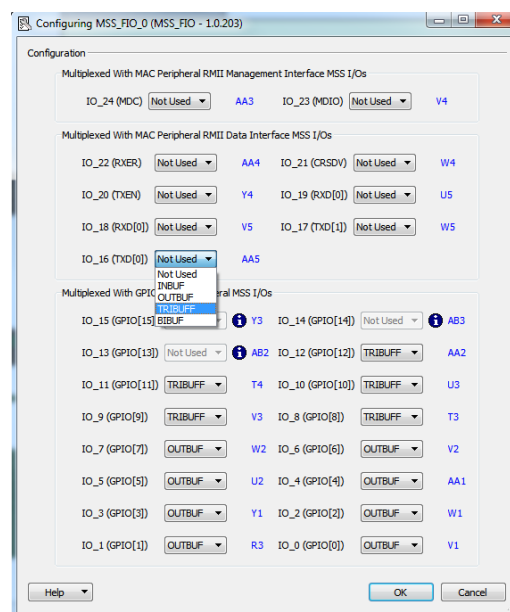 Configuring MSS_FIO_0 (MSS_FIO - 1.0.203)
Configuration
Multiplexed With MAC Peripheral RMII Management Interface MSS I/Os
IO_24 (MDC) Not Used AA3 IO_23 (MDIO) Not Used V4
Multiplexed With MAC Peripheral RMII Data Interface MSS I/Os
IO_22 (RXER) Not Used AA4 IO_21 (CRSDV) Not Used W4
IO_20 (TXEN) Not Used Y4 IO_19 (RXD[0]) Not Used U5
IO_18 (RXD[0]) Not Used V5 IO_17 (TXD[1]) Not Used W5
IO_16 (TXD[0]) Not Used AA5
Not Used
INBUF
OUTBUF
TRIBUFF
BIBUF
Multiplexed With GPIO ral MSS I/Os
IO_15 (GPIO[15] Y3 IO_14 (GPIO[14]) Not Used AB3
IO_13 (GPIO[13]) Not Used AB2 IO_12 (GPIO[12]) TRIBUFF AA2
IO_11 (GPIO[11]) TRIBUFF T4 IO_10 (GPIO[10]) TRIBUFF U3
IO_9 (GPIO[9]) TRIBUFF V3 IO_8 (GPIO[8]) TRIBUFF T3
IO_7 (GPIO[7]) OUTBUF W2 IO_6 (GPIO[6]) OUTBUF V2
IO_5 (GPIO[5]) OUTBUF U2 IO_4 (GPIO[4]) OUTBUF AA1
IO_3 (GPIO[3]) OUTBUF Y1 IO_2 (GPIO[2]) OUTBUF W1
IO_1 (GPIO[1]) OUTBUF R3 IO_0 (GPIO[0]) OUTBUF V1
Help OK Cancel